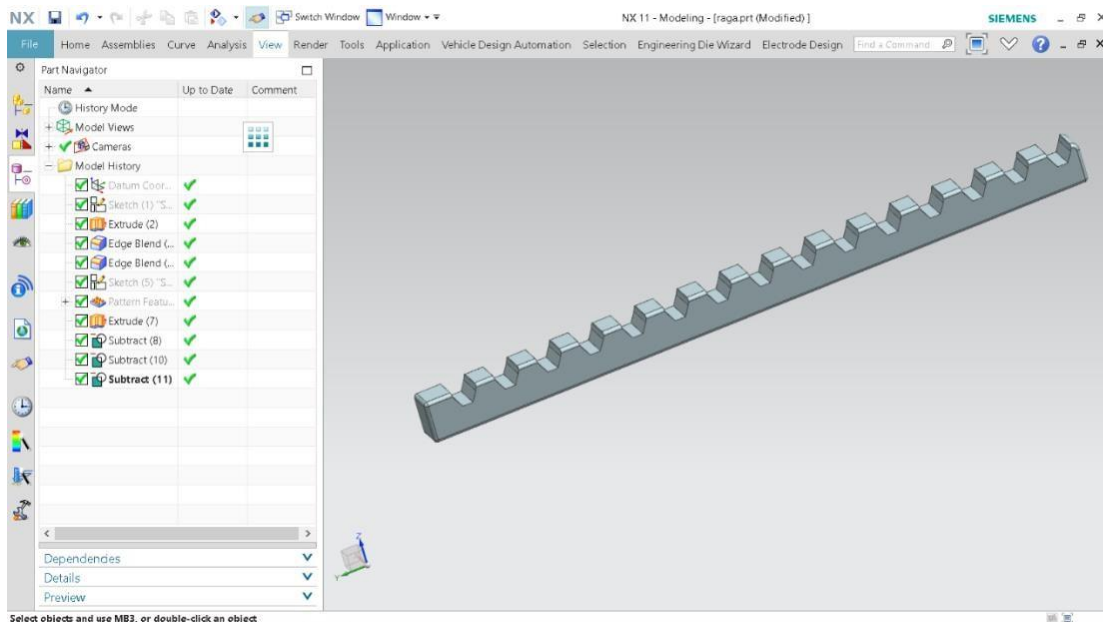 NX Switch Window Window NX 11 - Modeling - [raga.prt (Modified) ] SIEMENS
File Home Assemblies Curve Analysis View Render Tools Application Vehicle Design Automation Selection Engineering Die Wizard Electrode Design Find a Command
Part Navigator
Name Up to Date Comment
History Mode
Model Views
Cameras
Model History
Datum Coor...
Sketch (1) "S...
Extrude (2)
Edge Blend (...
Edge Blend (...
Sketch (5) "S...
Pattern Featu...
Extrude (7)
Subtract (8)
Subtract (10)
Subtract (11)
Dependencies
Details
Preview
Z
Y
Select objects and use MB3, or double-click an object